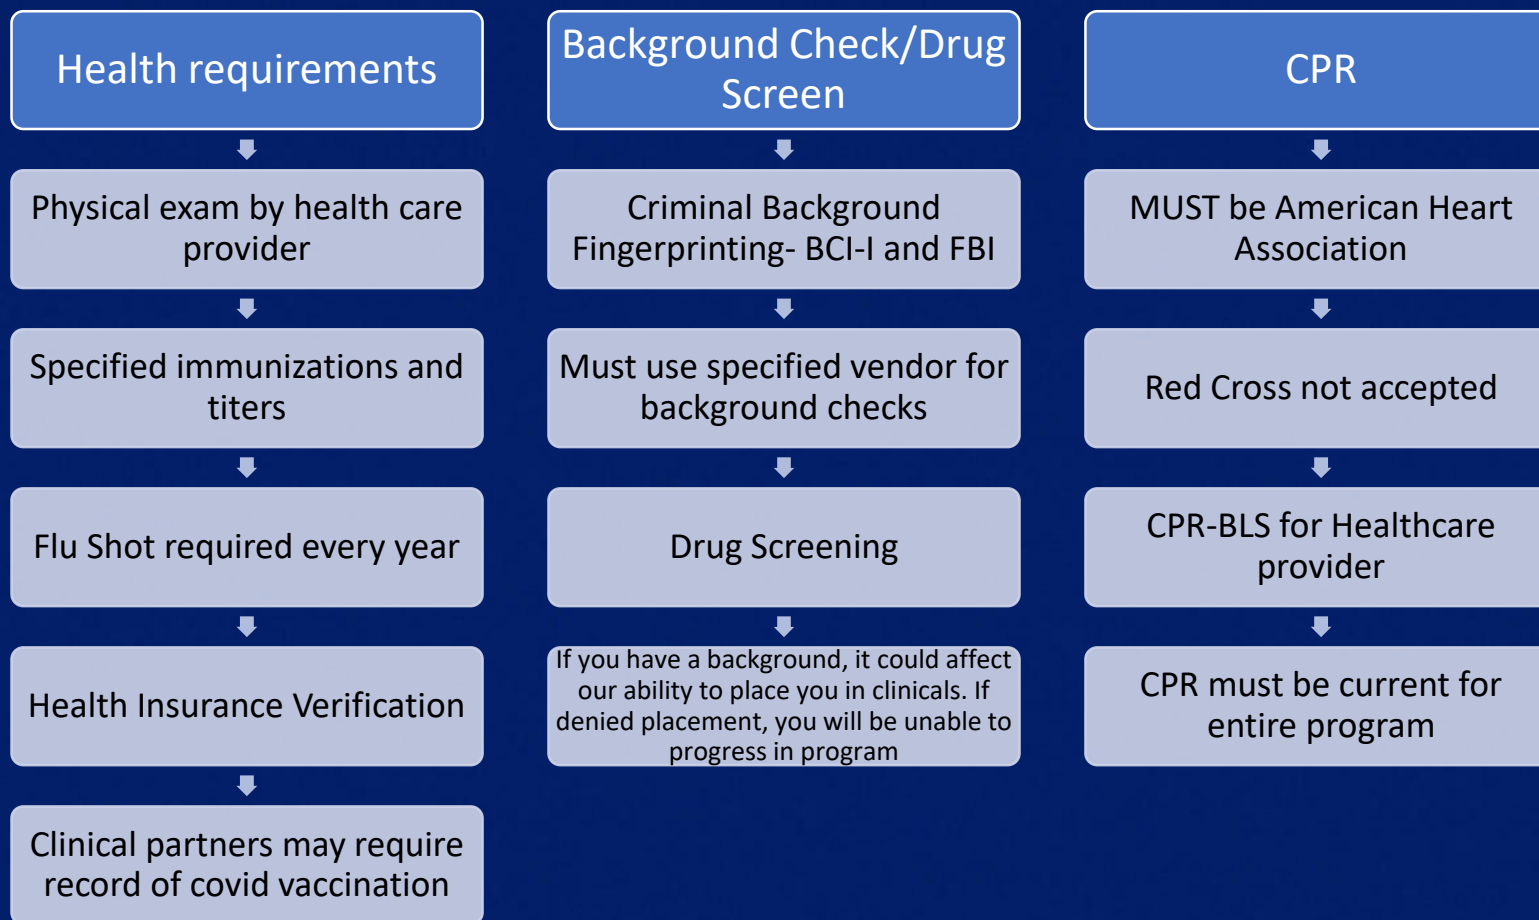 Health requirements
Physical exam by health care
provider
Specified immunizations and
titers
Flu Shot required every year
Health Insurance Verification
Clinical partners may require
record of covid vaccination
Background Check/Drug
Screen
Criminal Background
Fingerprinting- BCI-I and FBI
Must use specified vendor for
background checks
Drug Screening
If you have a background, it could affect
our ability to place you in clinicals. If
denied placement, you will be unable to
progress in program
CPR
MUST be American Heart
Association
Red Cross not accepted
CPR-BLS for Healthcare
provider
CPR must be current for
entire program